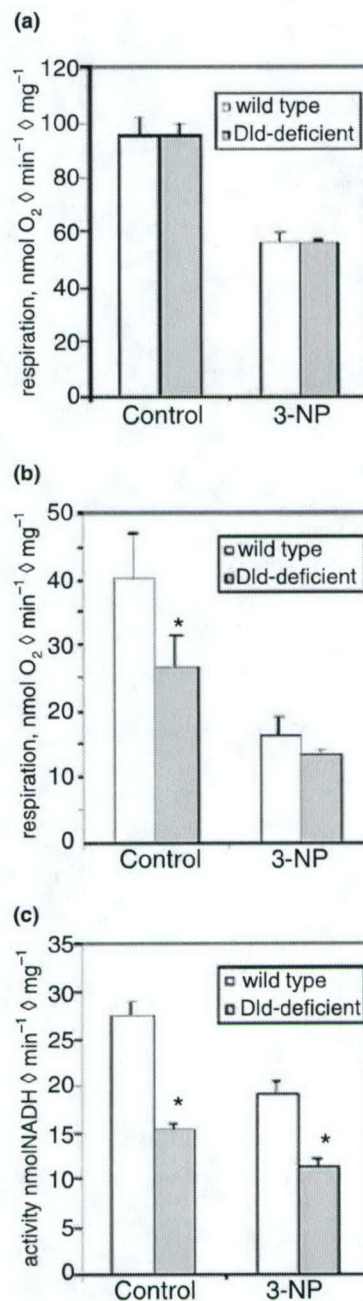 (a)
120
100
80
60
40
20
0
respiration, nmol O₂ ◊ min⁻¹ ◊ mg⁻¹
wild type
Dld-deficient
Control 3-NP
(b)
50
40
30
20
10
0
respiration, nmol O₂ ◊ min⁻¹ ◊ mg⁻¹
wild type
Dld-deficient
*
Control 3-NP
(c)
35
30
25
20
15
10
5
0
activity nmolNADH ◊ min⁻¹ ◊ mg⁻¹
wild type
Dld-deficient
*
*
Control 3-NP